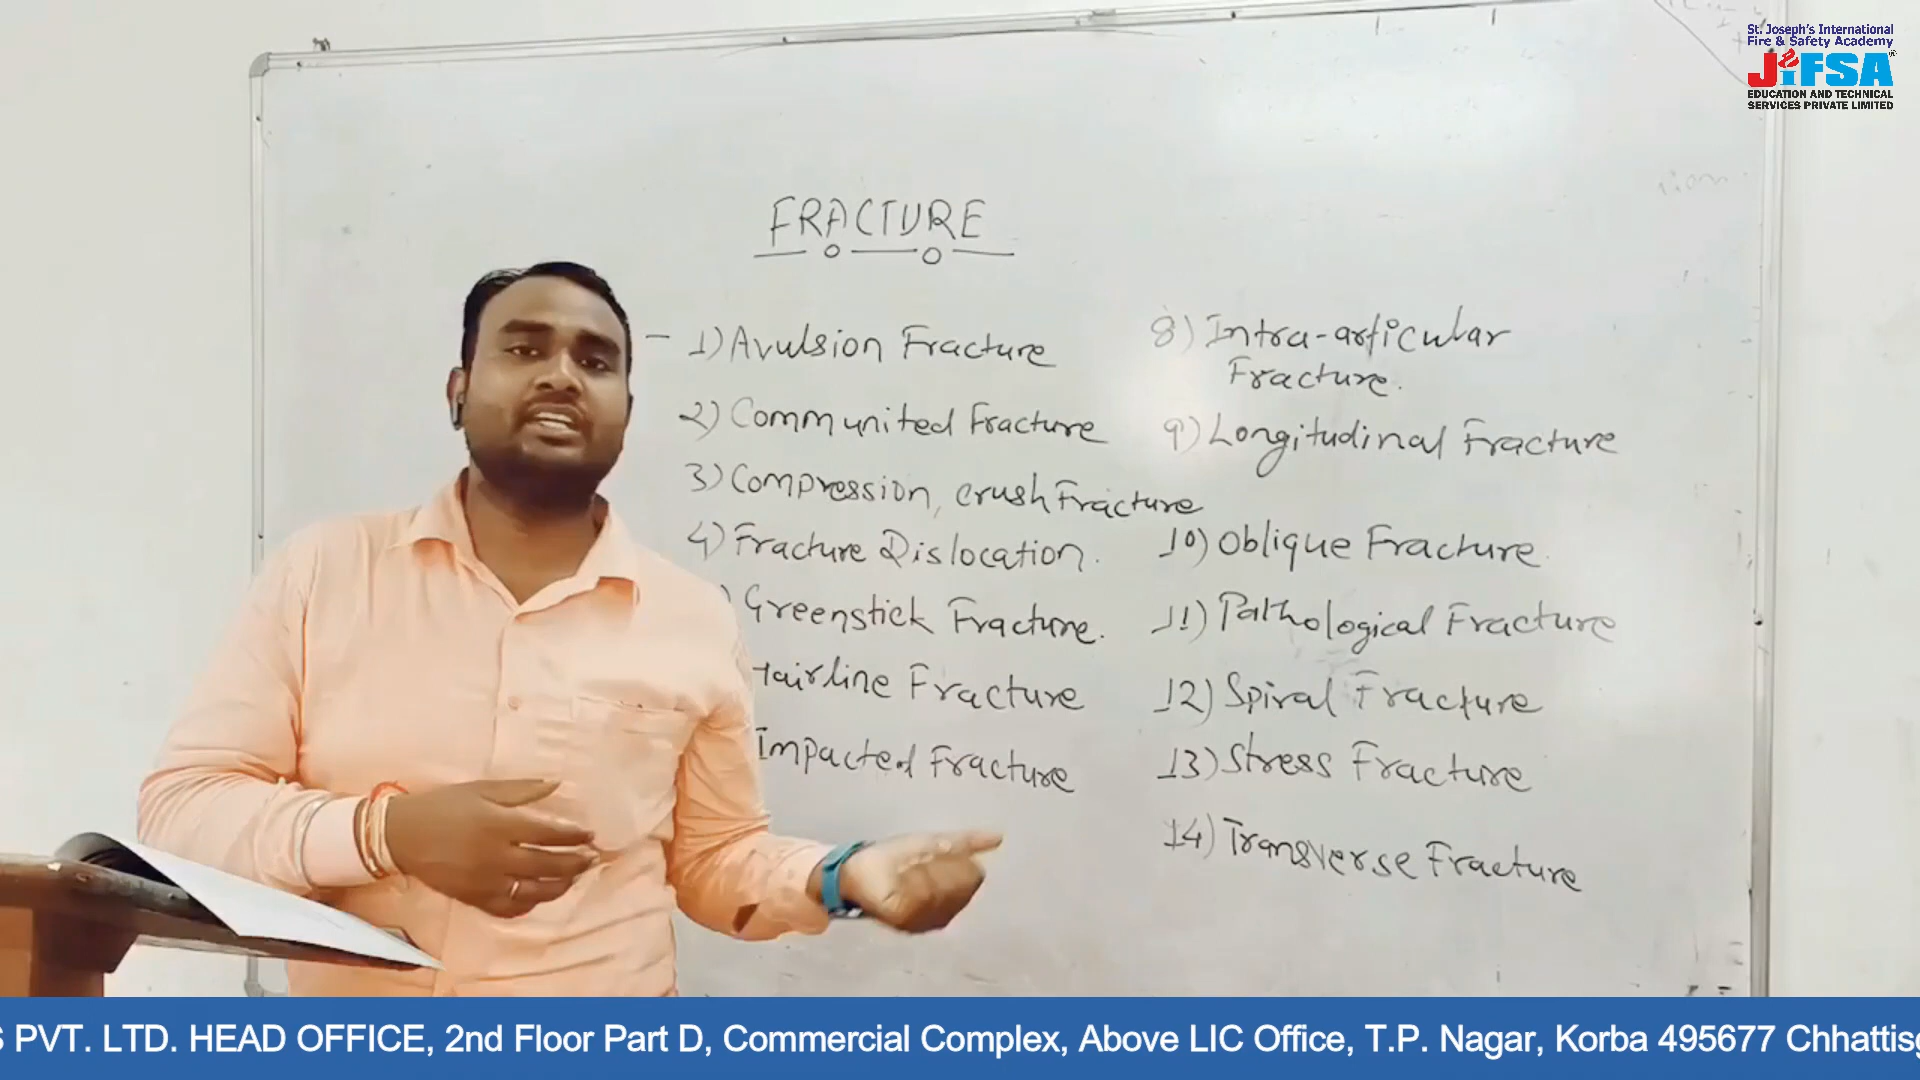 St. Joseph's International
Fire & Safety Academy
JiFSA
EDUCATION AND TECHNICAL
SERVICES PRIVATE LIMITED
FRACTURE
1) Avulsion Fracture
2) Communited Fracture
3) Compression, crush Fracture
4) Fracture Dislocation.
) Greenstick Fracture.
Hairline Fracture
Impacted Fracture
8) Intra-articular
Fracture.
9) Longitudinal Fracture
10) Oblique Fracture.
11) Pathological Fracture
12) Spiral Fracture
13) Stress Fracture
14) Transverse Fracture
S PVT. LTD. HEAD OFFICE, 2nd Floor Part D, Commercial Complex, Above LIC Office, T.P. Nagar, Korba 495677 Chhattisg